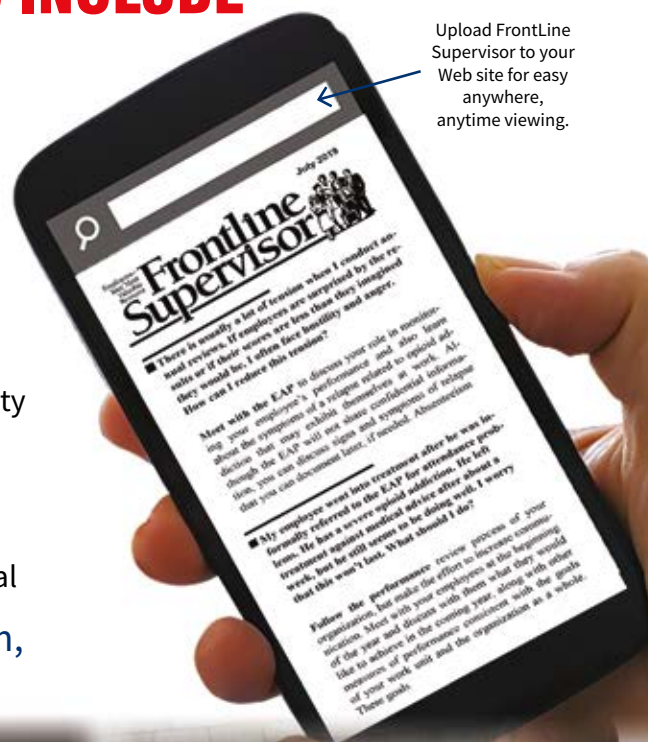 INCLUDE
Upload FrontLine
Supervisor to your
Web site for easy
anywhere,
anytime viewing.
July 2019
Frontline
Supervisor
■ There is usually a lot of tension when I conduct an-
nual reviews. If employees are surprised by the re-
sults or if their scores are less than they imagined
they would be, I often face hostility and anger.
How can I reduce this tension?
Meet with the EAP to discuss your role in monitor-
ing your employee's performance and also learn
about the symptoms of a relapse related to opioid ad-
diction that may exhibit themselves at work. Al-
though the EAP will not share confidential informa-
tion, you can discuss signs and symptoms of relapse
that you can document later, if needed. Absenteeism
■ My employee went into treatment after he was in-
formally referred to the EAP for attendance prob-
lems. He has a severe opioid addiction. He left
treatment against medical advice after about a
week, but he still seems to be doing well. I worry
that this won't last. What should I do?
Follow the performance review process of your
organization, but make the effort to increase commu-
nication. Meet with your employees at the beginning
of the year and discuss with them what they would
like to achieve in the coming year, along with other
measures of performance consistent with the goals
of your work unit and the organization as a whole.
These goals
ty
al
n,